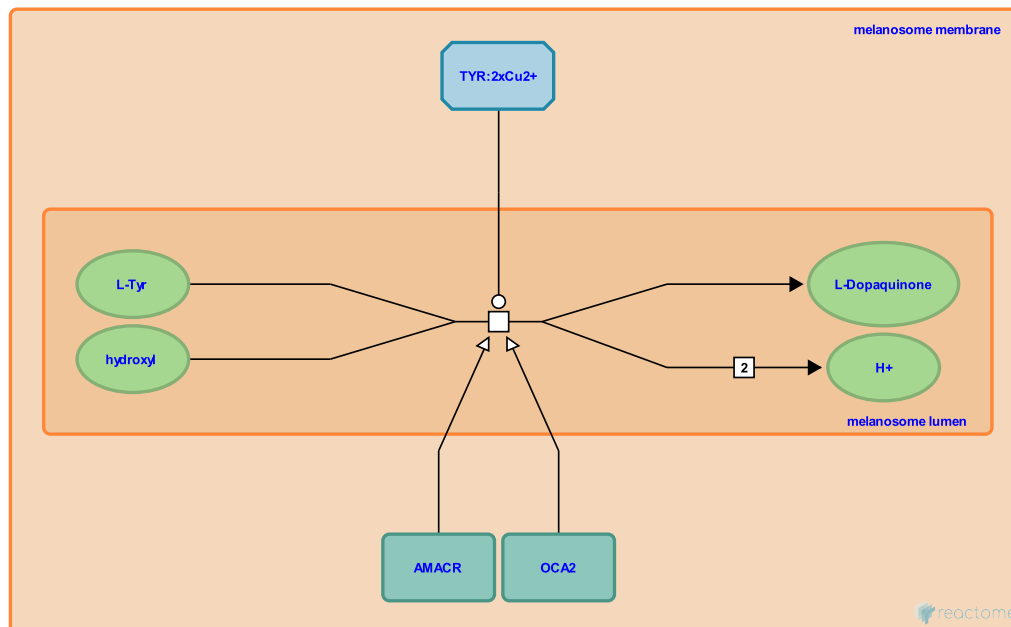 melanosome membrane
TYR:2xCu2+
L-Tyr
L-Dopaquinone
hydroxyl
2
H+
melanosome lumen
AMACR
OCA2
reactome